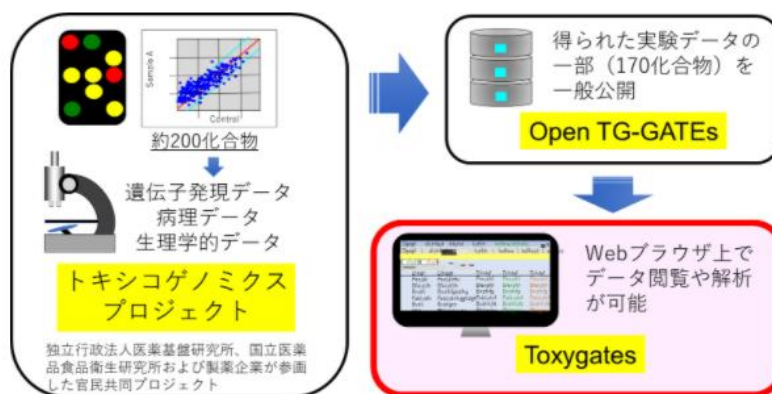 Sample A
Control
約200化合物
遺伝子発現データ
病理データ
生理学的データ
トキシコゲノミクス
プロジェクト
独立行政法人医薬基盤研究所、国立医薬
品食品衛生研究所および製薬企業が参画
した官民共同プロジェクト
得られた実験データの
一部（170化合物）を
一般公開
Open TG-GATEs
Webブラウザ上で
データ閲覧や解析
が可能
Toxygates